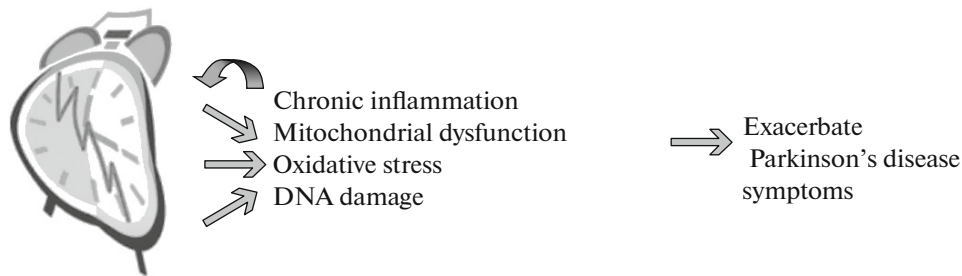 Chronic inflammation
Mitochondrial dysfunction
Oxidative stress
DNA damage
Exacerbate
Parkinson’s disease
symptoms